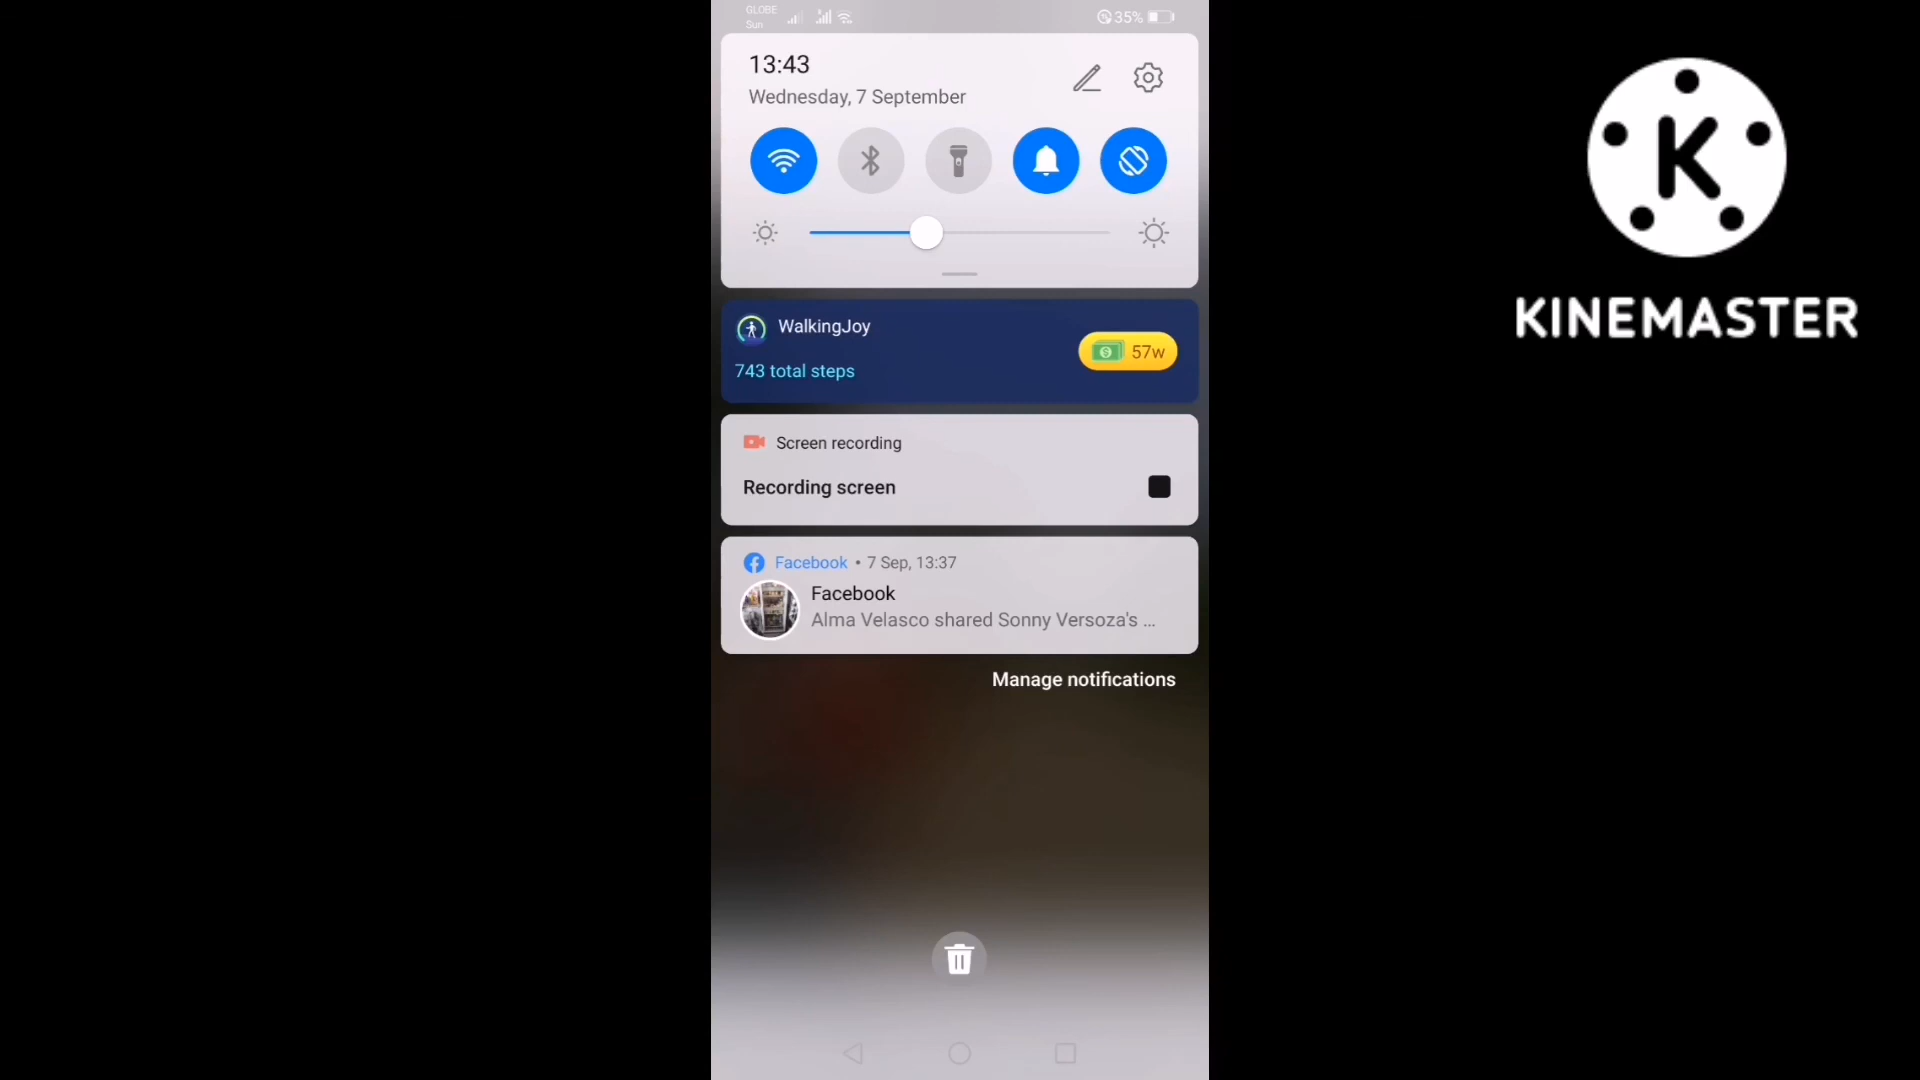 GLOBE
Sun
35%
13:43
Wednesday, 7 September
WalkingJoy
743 total steps
57w
Screen recording
Recording screen
Facebook • 7 Sep, 13:37
Facebook
Alma Velasco shared Sonny Versoza's ...
Manage notifications
K
KINEMASTER